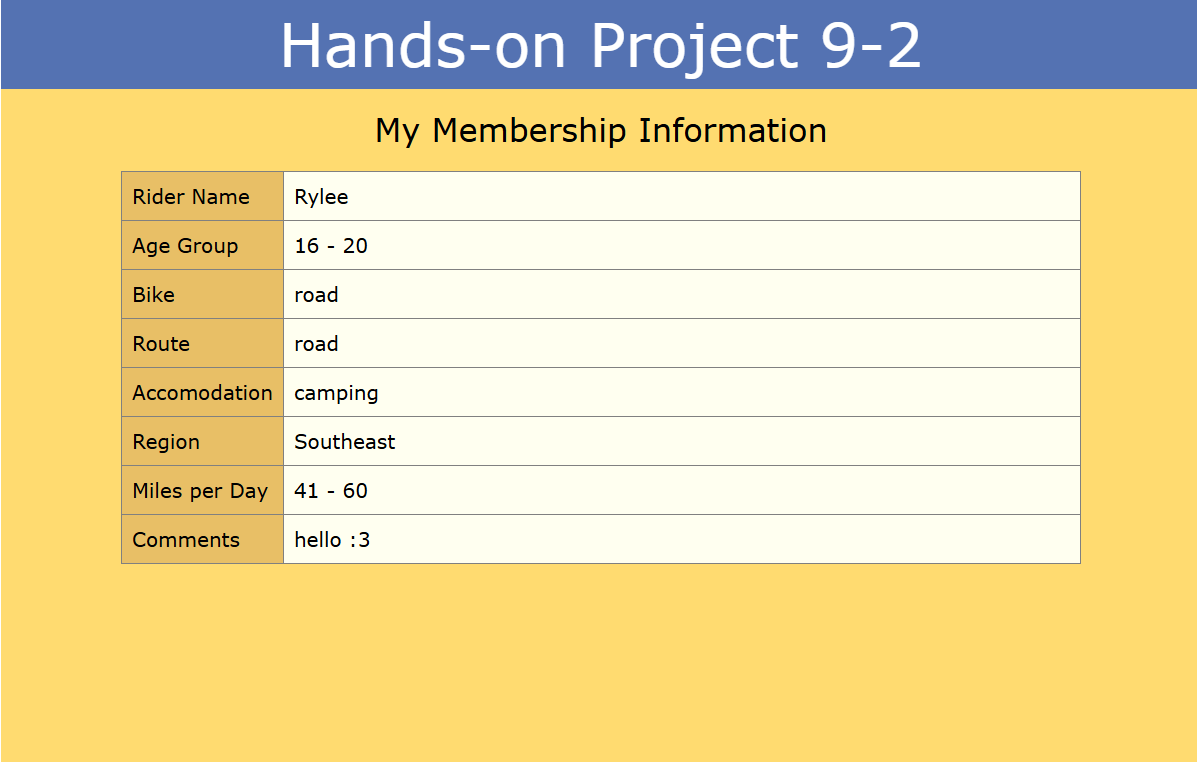 Hands-on Project 9-2
My Membership Information
Rider Name Rylee
Age Group 16 - 20
Bike road
Route road
Accomodation camping
Region Southeast
Miles per Day 41 - 60
Comments hello :3